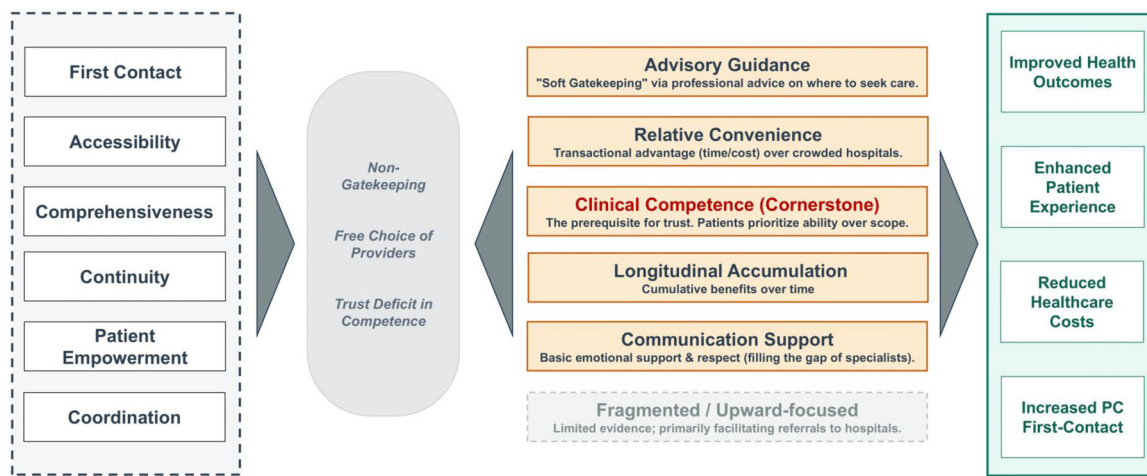 First Contact
Accessibility
Comprehensiveness
Continuity
Patient
Empowerment
Coordination
Non-
Gatekeeping
Free Choice of
Providers
Trust Deficit in
Competence
Advisory Guidance
"Soft Gatekeeping" via professional advice on where to seek care.
Relative Convenience
Transactional advantage (time/cost) over crowded hospitals.
Clinical Competence (Cornerstone)
The prerequisite for trust. Patients prioritize ability over scope.
Longitudinal Accumulation
Cumulative benefits over time
Communication Support
Basic emotional support & respect (filling the gap of specialists).
Fragmented / Upward-focused
Limited evidence; primarily facilitating referrals to hospitals.
Improved Health
Outcomes
Enhanced
Patient
Experience
Reduced
Healthcare
Costs
Increased PC
First-Contact